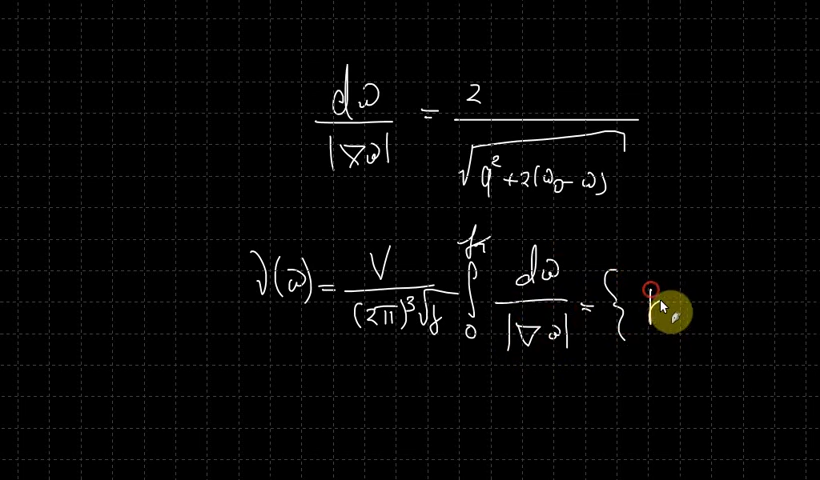 dω/|∇ω| = 2/√(q²+2(ω₀-ω))
𝒟(ω) = V/((2π)³√f) ∫₀ dω/|∇ω| = {